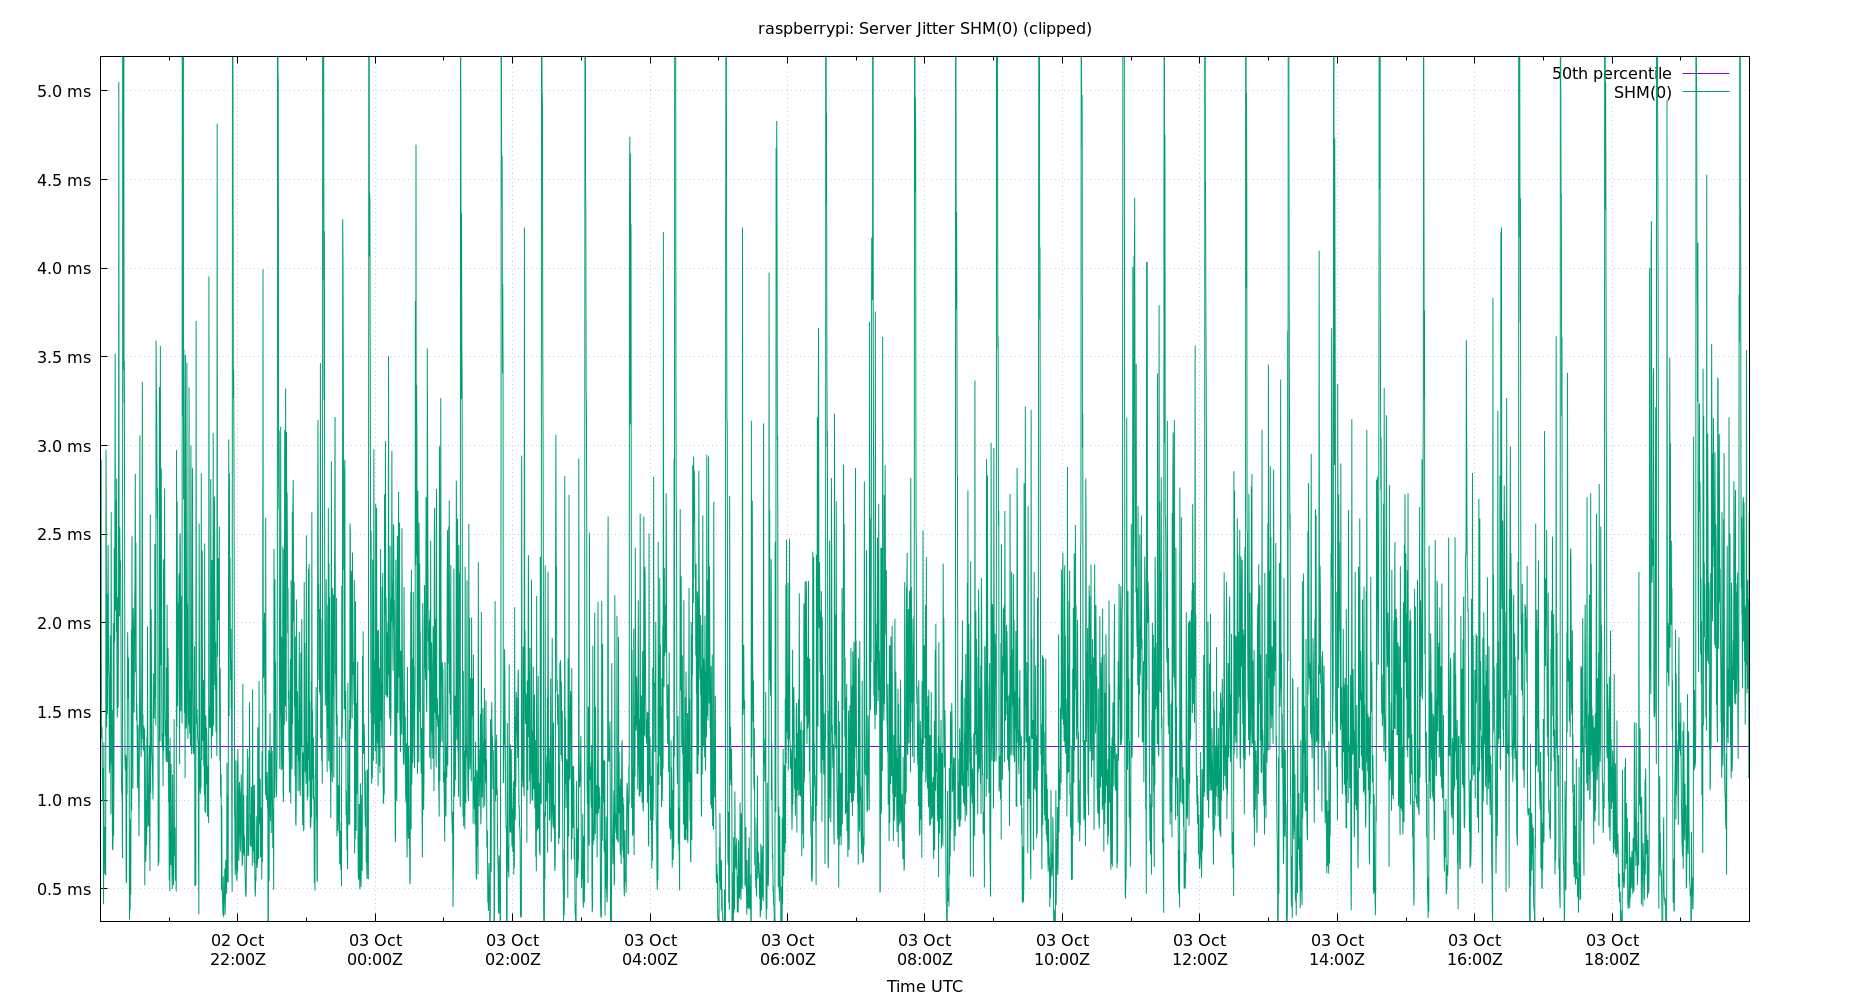 raspberrypi: Server Jitter SHM(0) (clipped)
50th percentile
SHM(0)
5.0 ms
4.5 ms
4.0 ms
3.5 ms
3.0 ms
2.5 ms
2.0 ms
1.5 ms
1.0 ms
0.5 ms
02 Oct 03 Oct 03 Oct 03 Oct 03 Oct 03 Oct 03 Oct 03 Oct 03 Oct 03 Oct 03 Oct
22:00Z 00:00Z 02:00Z 04:00Z 06:00Z 08:00Z 10:00Z 12:00Z 14:00Z 16:00Z 18:00Z
Time UTC